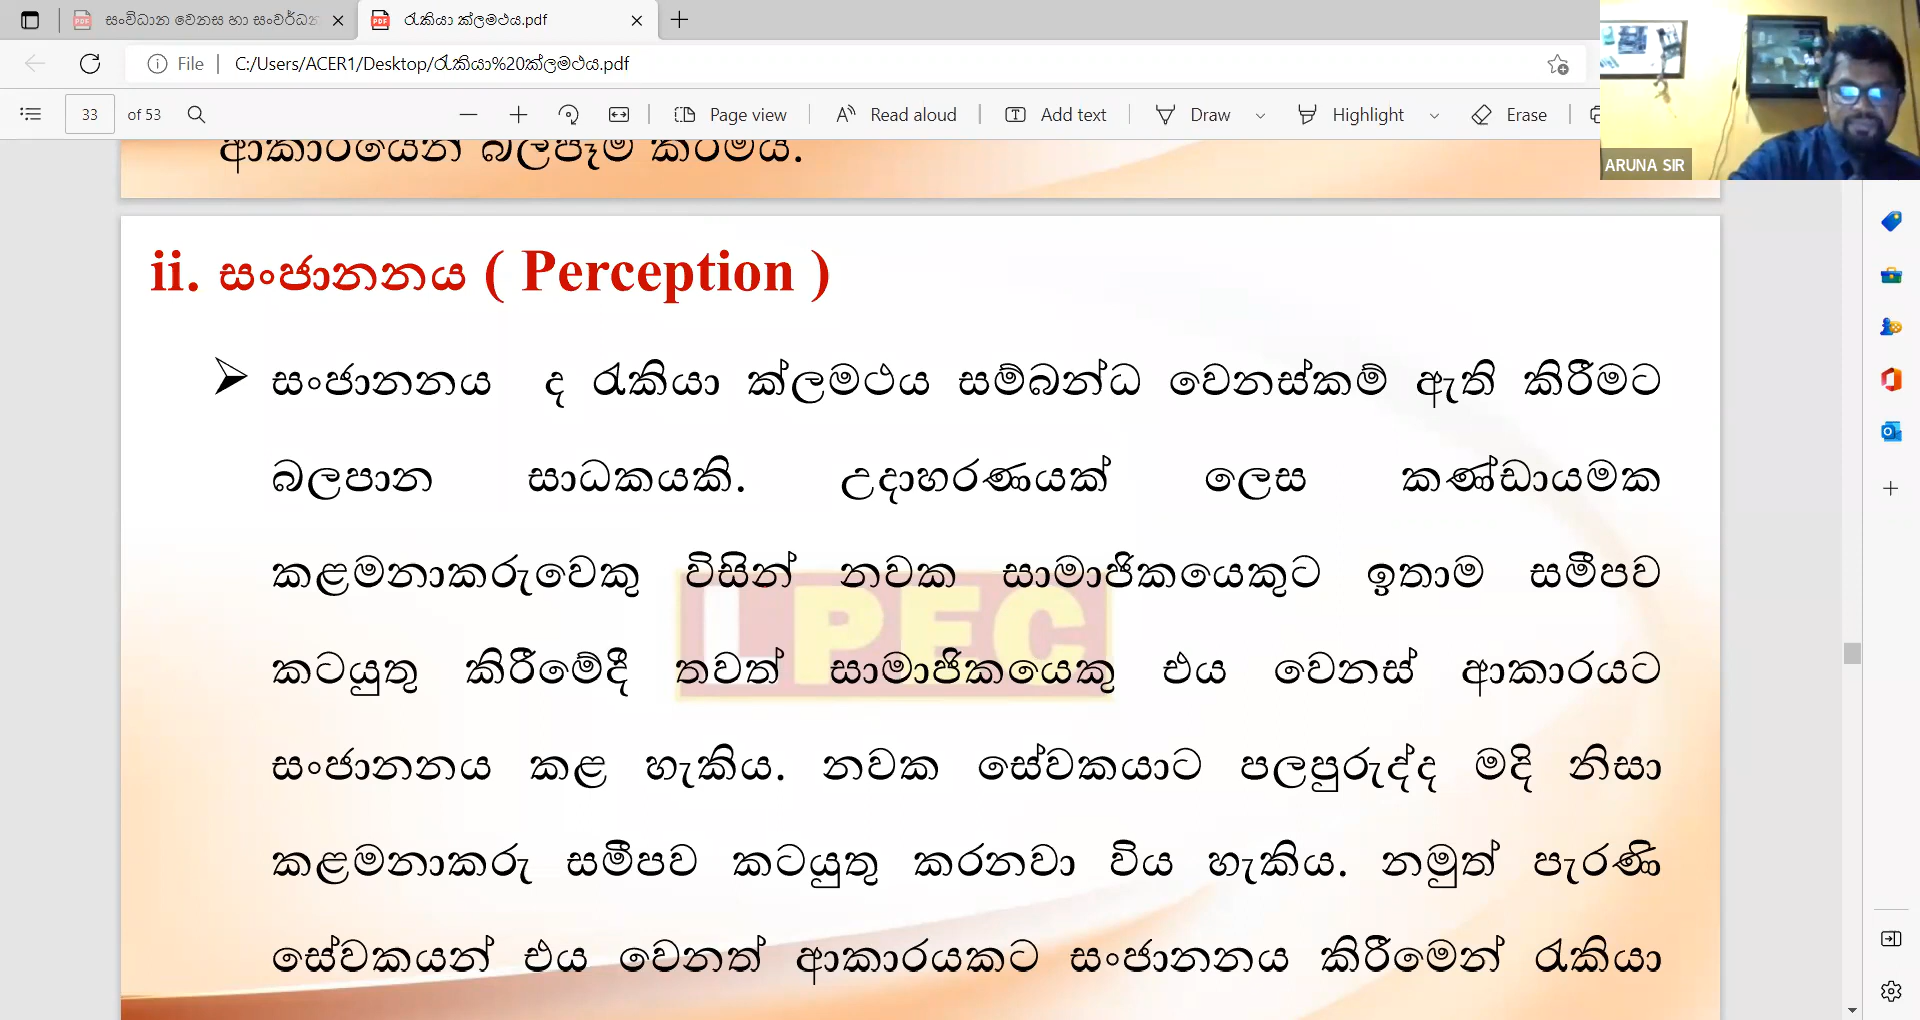 සංවිධාන වෙනස හා සංවර්ධන
රැකියා ක්ලමථය.pdf
File
C:/Users/ACER1/Desktop/රැකියා%20ක්ලමථය.pdf
33 of 53
Page view
Read aloud
Add text
Draw
Highlight
Erase
ARUNA SIR
ආකාරයෙන් බලපෑම් කිරීමයි.
ii. සංජානනය ( Perception )
සංජානනය ද රැකියා ක්ලමථය සම්බන්ධ වෙනස්කම් ඇති කිරීමට
බලපාන සාධකයකි. උදාහරණයක් ලෙස කණ්ඩායමක
කළමනාකරුවෙකු විසින් නවක සාමාජිකයෙකුට ඉතාම සමීපව
කටයුතු කිරීමේදී තවත් සාමාජිකයෙකු එය වෙනස් ආකාරයට
සංජානනය කළ හැකිය. නවක සේවකයාට පලපුරුද්ද මදි නිසා
කළමනාකරු සමීපව කටයුතු කරනවා විය හැකිය. නමුත් පැරණි
සේවකයන් එය වෙනත් ආකාරයකට සංජානනය කිරීමෙන් රැකියා
IPEC